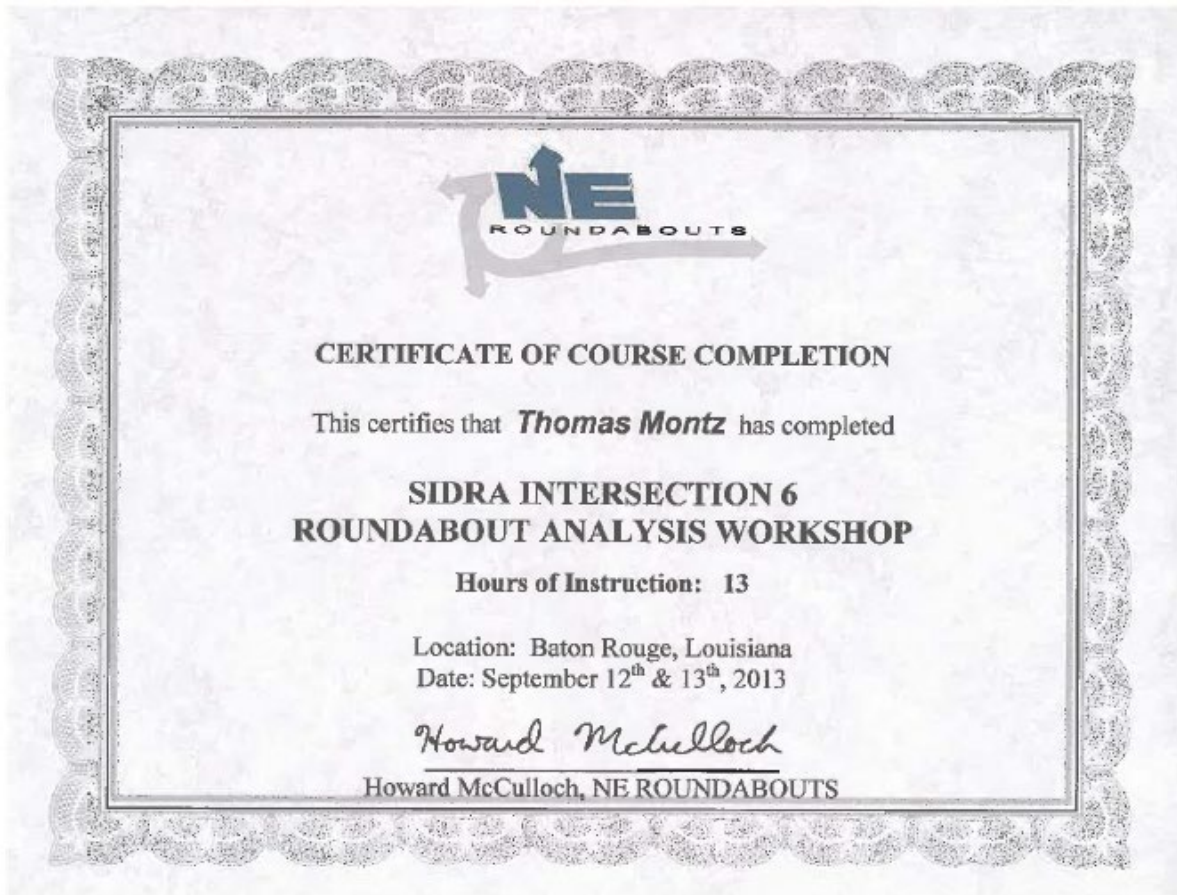 NE
ROUNDABOUTS
CERTIFICATE OF COURSE COMPLETION
This certifies that Thomas Montz has completed
SIDRA INTERSECTION 6
ROUNDABOUT ANALYSIS WORKSHOP
Hours of Instruction: 13
Location: Baton Rouge, Louisiana
Date: September 12th & 13th, 2013
Howard McCulloch
Howard McCulloch, NE ROUNDABOUTS